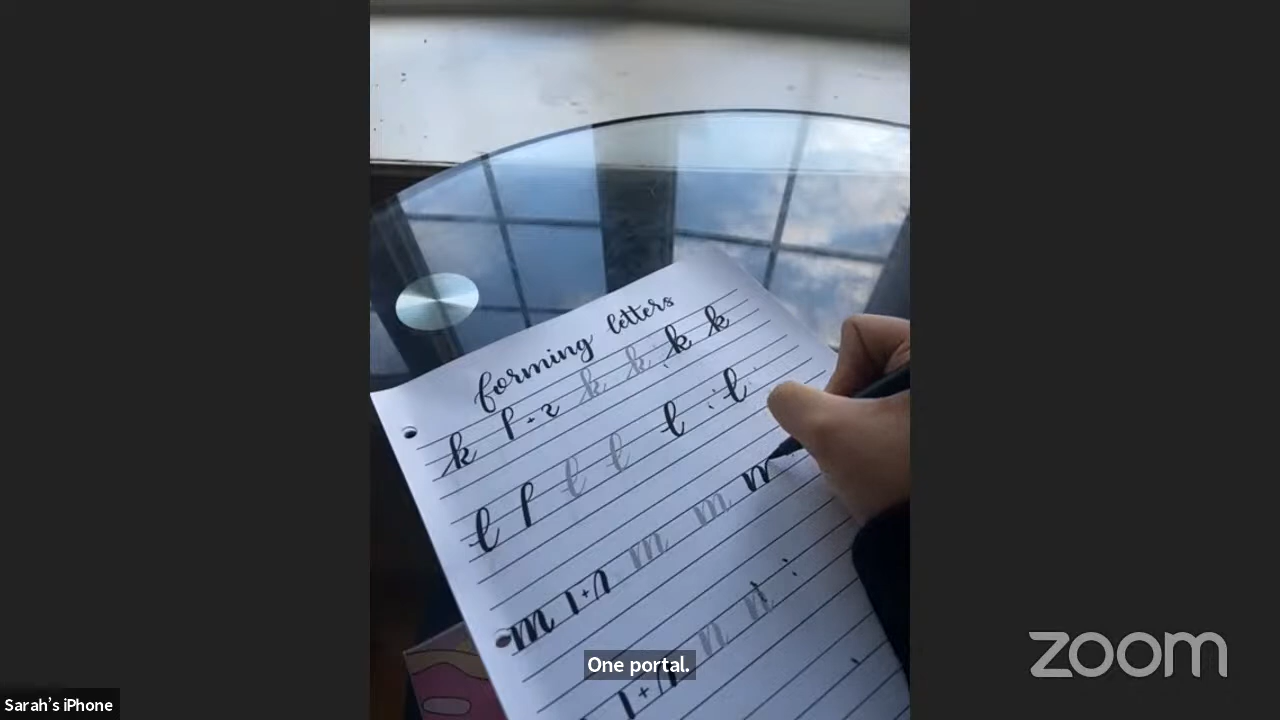 forming letters
k l + r k k k k
l l l l l l
m l + n m m m
l + n n n
One portal.
Sarah's iPhone
zoom